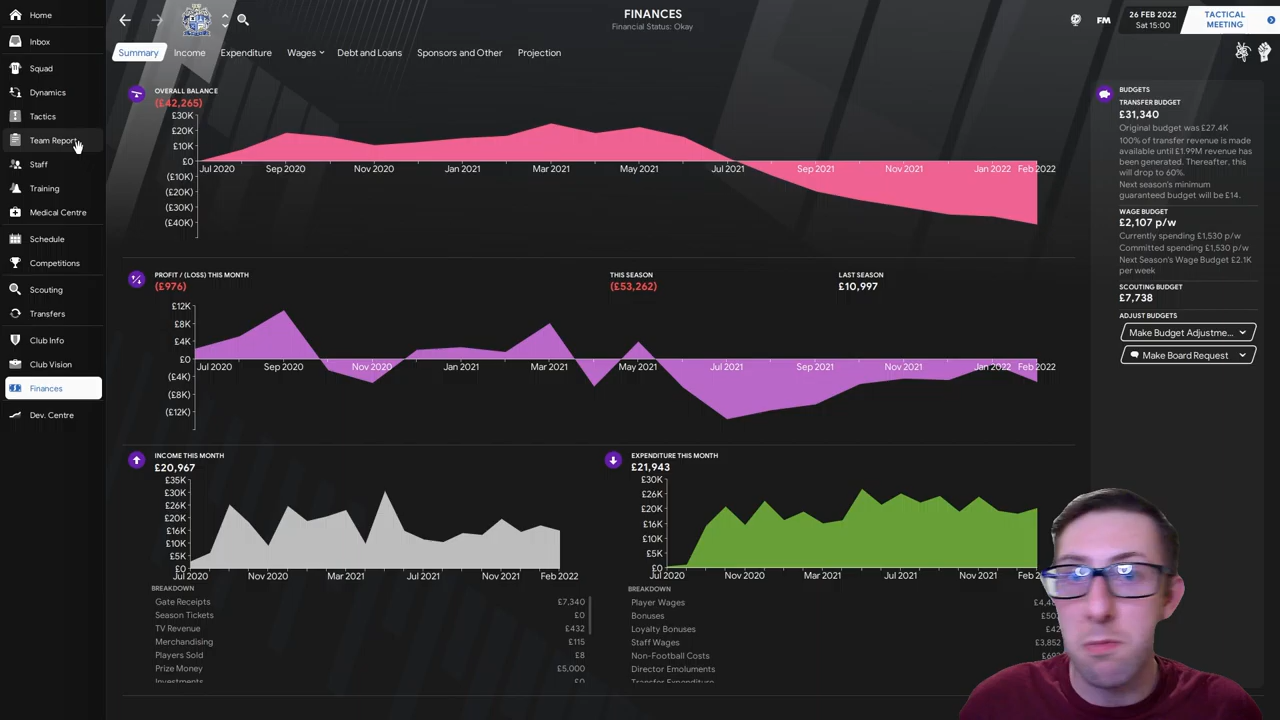 Home
Inbox
Squad
Dynamics
Tactics
Team Report
Staff
Training
Medical Centre
Schedule
Competitions
Scouting
Transfers
Club Info
Club Vision
Finances
Dev. Centre
FINANCES
Financial Status: Okay
FM
26 FEB 2022
Sat 15:00
TACTICAL
MEETING
Summary
Income
Expenditure
Wages
Debt and Loans
Sponsors and Other
Projection
OVERALL BALANCE
(£42,265)
£30K
£20K
£10K
£0
(£10K)
(£20K)
(£30K)
(£40K)
Jul 2020
Sep 2020
Nov 2020
Jan 2021
Mar 2021
May 2021
Jul 2021
Sep 2021
Nov 2021
Jan 2022
Feb 2022
PROFIT / (LOSS) THIS MONTH
(£976)
THIS SEASON
(£53,262)
LAST SEASON
£10,997
£12K
£8K
£4K
£0
(£4K)
(£8K)
(£12K)
Jul 2020
Sep 2020
Nov 2020
Jan 2021
Mar 2021
May 2021
Jul 2021
Sep 2021
Nov 2021
Jan 2022
Feb 2022
INCOME THIS MONTH
£20,967
£35K
£30K
£26K
£20K
£16K
£10K
£5K
£0
Jul 2020
Nov 2020
Mar 2021
Jul 2021
Nov 2021
Feb 2022
BREAKDOWN
Gate Receipts £7,340
Season Tickets £0
TV Revenue £432
Merchandising £115
Players Sold £8
Prize Money £5,000
Investments £0
EXPENDITURE THIS MONTH
£21,943
£30K
£26K
£20K
£16K
£10K
£5K
£0
Jul 2020
Nov 2020
Mar 2021
Jul 2021
Nov 2021
Feb
BREAKDOWN
Player Wages
Bonuses
Loyalty Bonuses
Staff Wages £3,852
Non-Football Costs
Director Emoluments
Transfer Expenditure
BUDGETS
TRANSFER BUDGET
£31,340
Original budget was £27.4K
100% of transfer revenue is made
available until £1.99M revenue has
been generated. Thereafter, this
will drop to 60%.
Next season's minimum
guaranteed budget will be £14.
WAGE BUDGET
£2,107 p/w
Currently spending £1,530 p/w
Committed spending £1,530 p/w
Next Season's Wage Budget £2.1K
per week
SCOUTING BUDGET
£7,738
ADJUST BUDGETS
Make Budget Adjustme...
Make Board Request